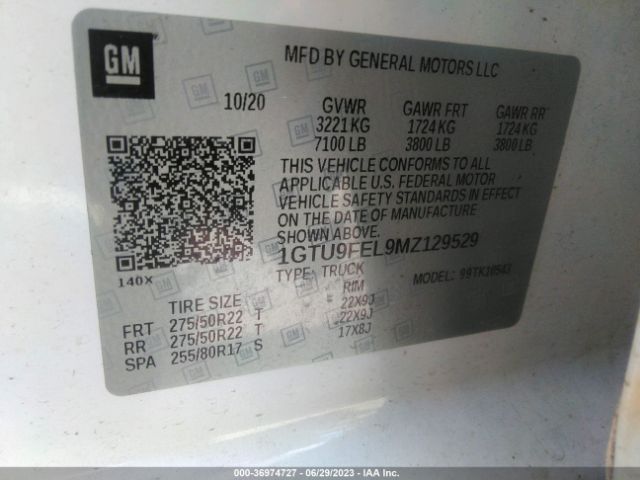 GM
MFD BY GENERAL MOTORS LLC
10/20 GVWR GAWR FRT GAWR RR
3221 KG 1724 KG 1724 KG
7100 LB 3800 LB 3800 LB
THIS VEHICLE CONFORMS TO ALL
APPLICABLE U.S. FEDERAL MOTOR
VEHICLE SAFETY STANDARDS IN EFFECT
ON THE DATE OF MANUFACTURE
SHOWN ABOVE.
1GTU9FEL9MZ129529
TYPE: TRUCK MODEL: 99TK10543
140X
TIRE SIZE RIM
FRT 275/50R22 T 22X9J
RR 275/50R22 T 22X9J
SPA 255/80R17 S 17X8J
000-36974727 - 06/29/2023 - IAA Inc.